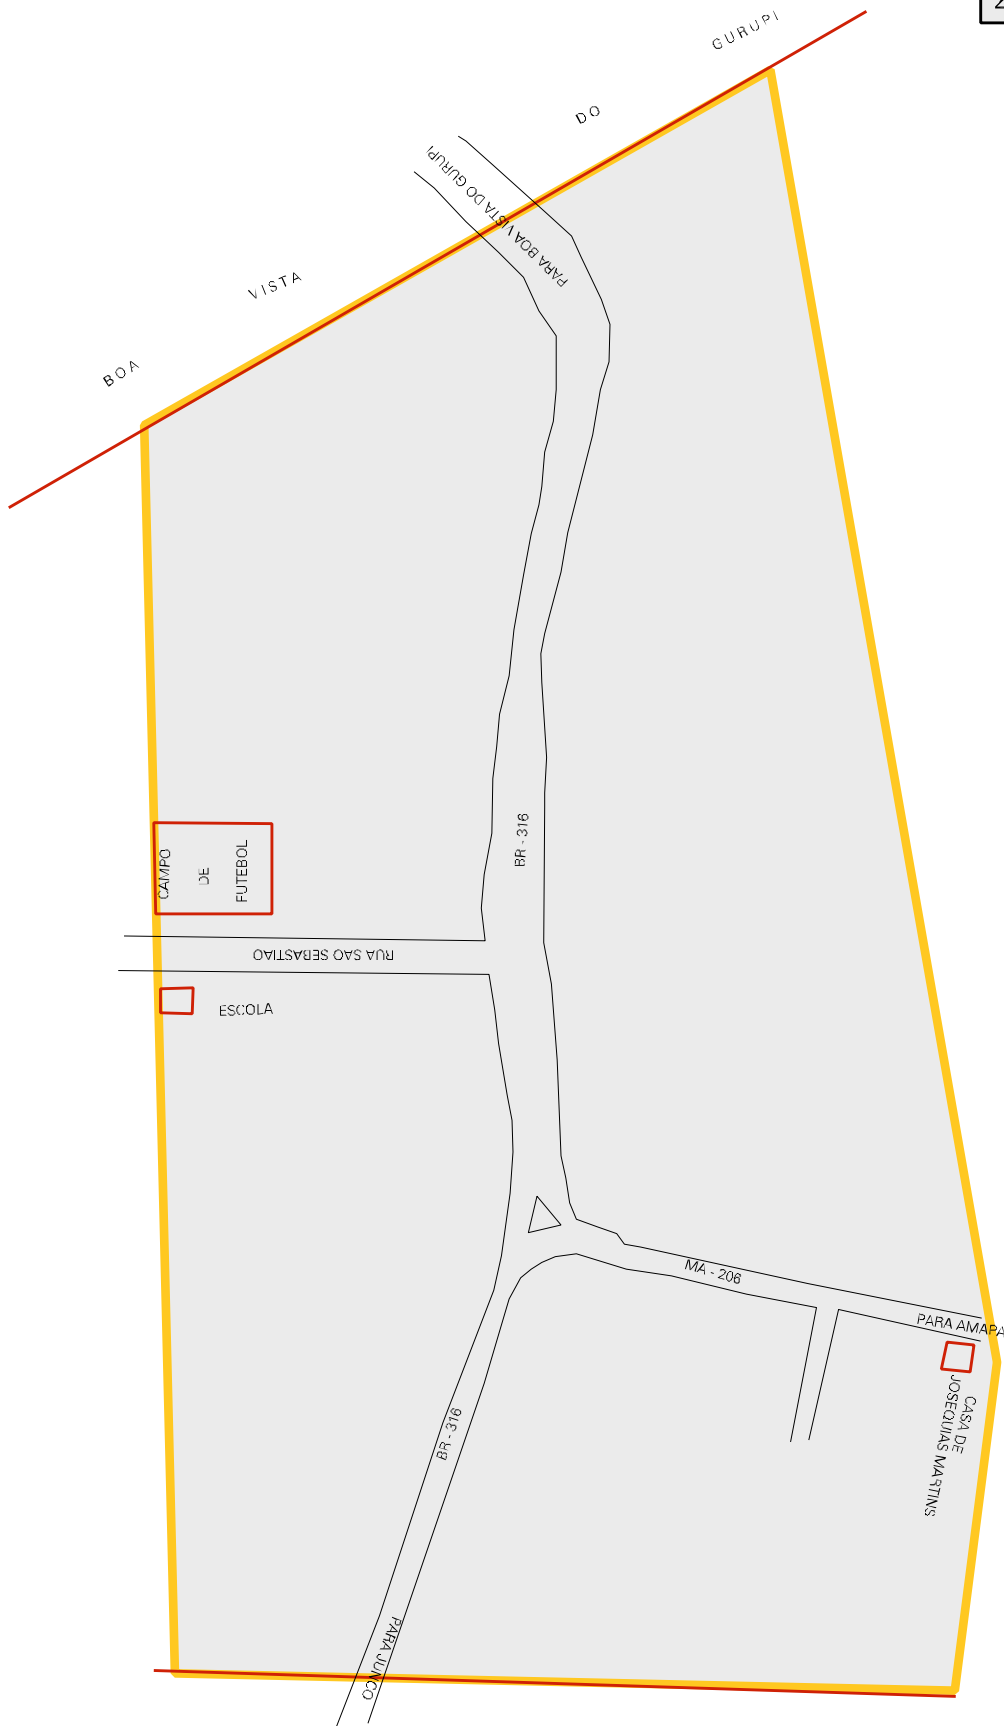 GURUPI
DO
VISTA
BOA
PARA BOA VISTA DO GURUPI
BR - 316
CAMPO
DE
FUTEBOL
RUA SAO SEBASTIAO
ESCOLA
MA - 206
PARA AMAPA
CASA DE
JOSEQUIAS MARTINS
BR - 316
PARA JUNCO